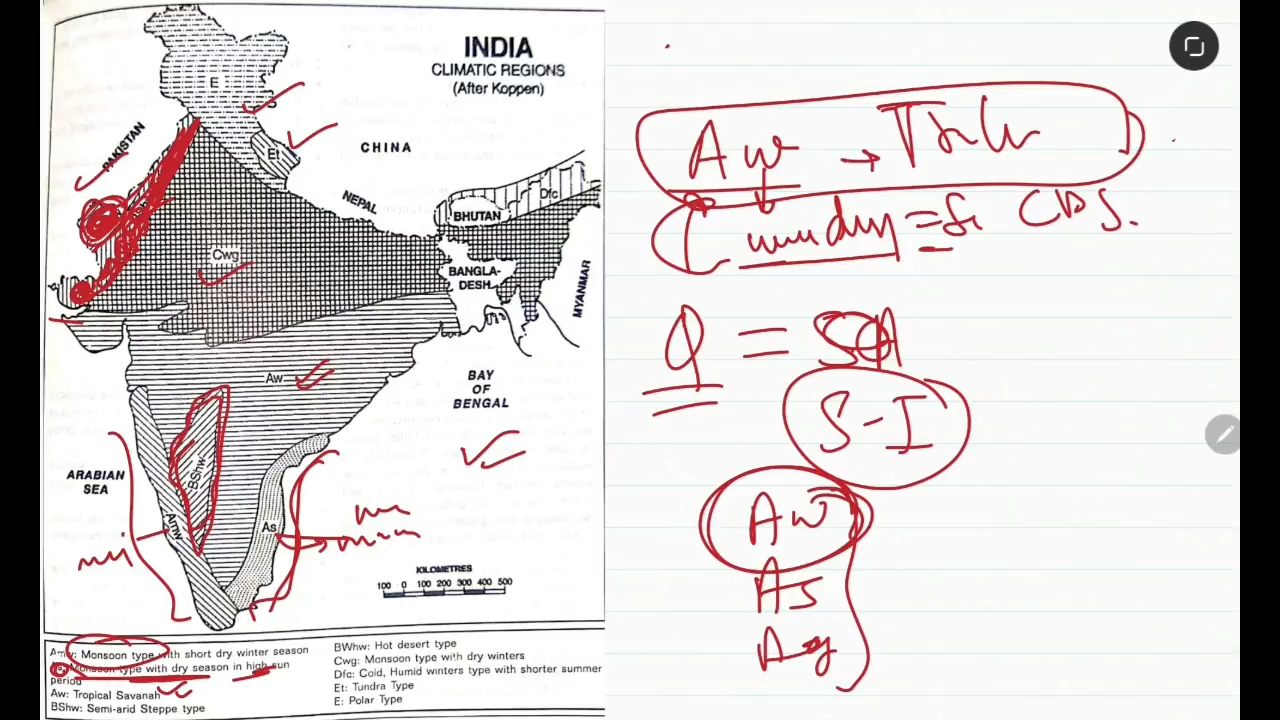 INDIA
CLIMATIC REGIONS
(After Koppen)
E
PAKISTAN
Et
CHINA
NEPAL
Dfc
BHUTAN
Cwg
BANGLA-
DESH
MYANMAR
Aw
BAY
OF
BENGAL
BShw
ARABIAN
SEA
Amw
As
KILOMETRES
100 0 100 200 300 400 500
Amw: Monsoon type with short dry winter season
Monsoon type with dry season in high sun
period
Aw: Tropical Savanah
BShw: Semi-arid Steppe type
BWhw: Hot desert type
Cwg: Monsoon type with dry winters
Dfc: Cold, Humid winters type with shorter summer
Et: Tundra Type
E: Polar Type
Aw →
dry =
Q =
S-I
Aw
As